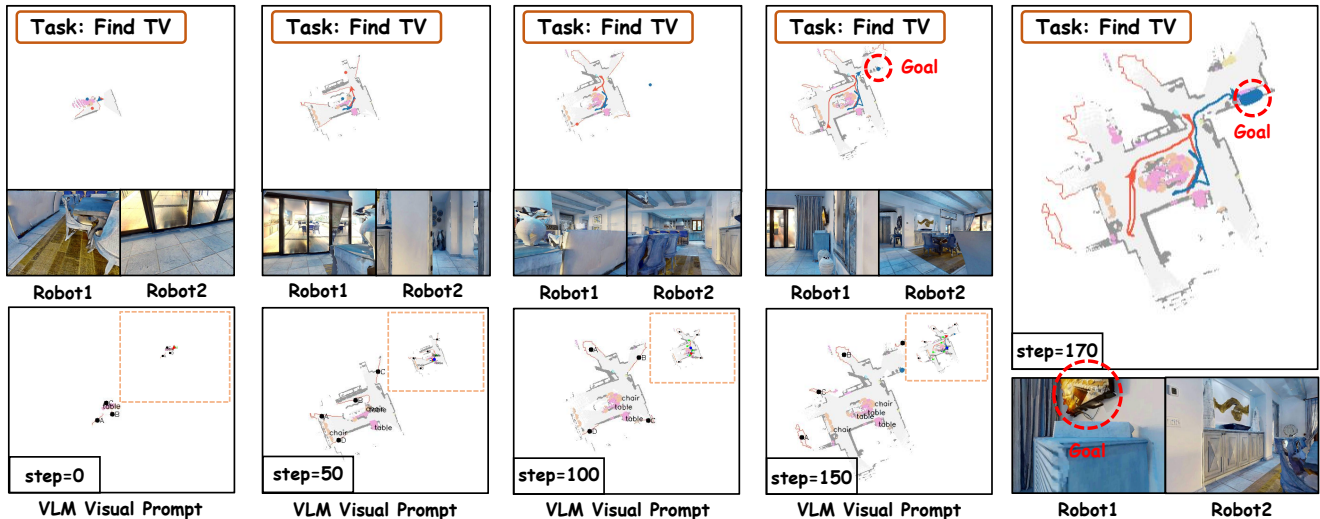 Task: Find TV
Task: Find TV
Task: Find TV
Task: Find TV
Task: Find TV
Goal
Goal
Robot1 Robot2
Robot1 Robot2
Robot1 Robot2
Robot1 Robot2
C
table
B
A
step=0
C
B
A
chair
table
table
chair
D
step=50
A
B
chair
table
table
C
D
step=100
B
C
chair
table
table
chair
A
step=150
step=170
Goal
VLM Visual Prompt
VLM Visual Prompt
VLM Visual Prompt
VLM Visual Prompt
Robot1 Robot2